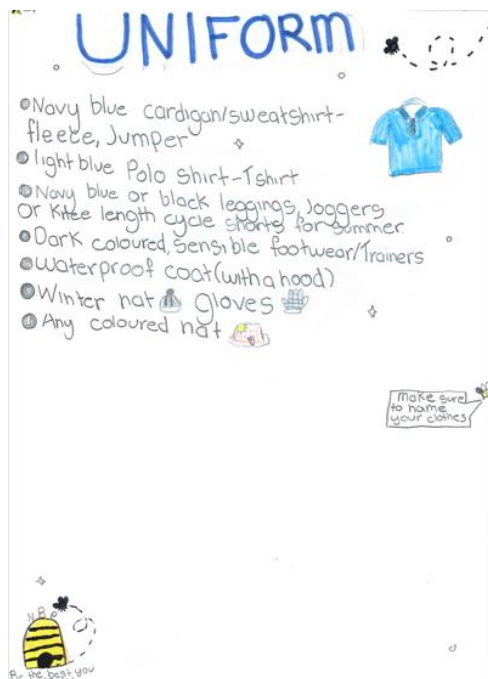 UNIFORM
Navy blue cardigan/sweatshirt-
fleece, Jumper
light blue Polo shirt-Tshirt
Navy blue or black leggings, Joggers
Or Knee length cycle shorts for summer
Dark coloured, sensible footwear/Trainers
Waterproof coat (with a hood)
Winter hat gloves
Any coloured hat
make sure
to name
your clothes
NBP
Be the best you